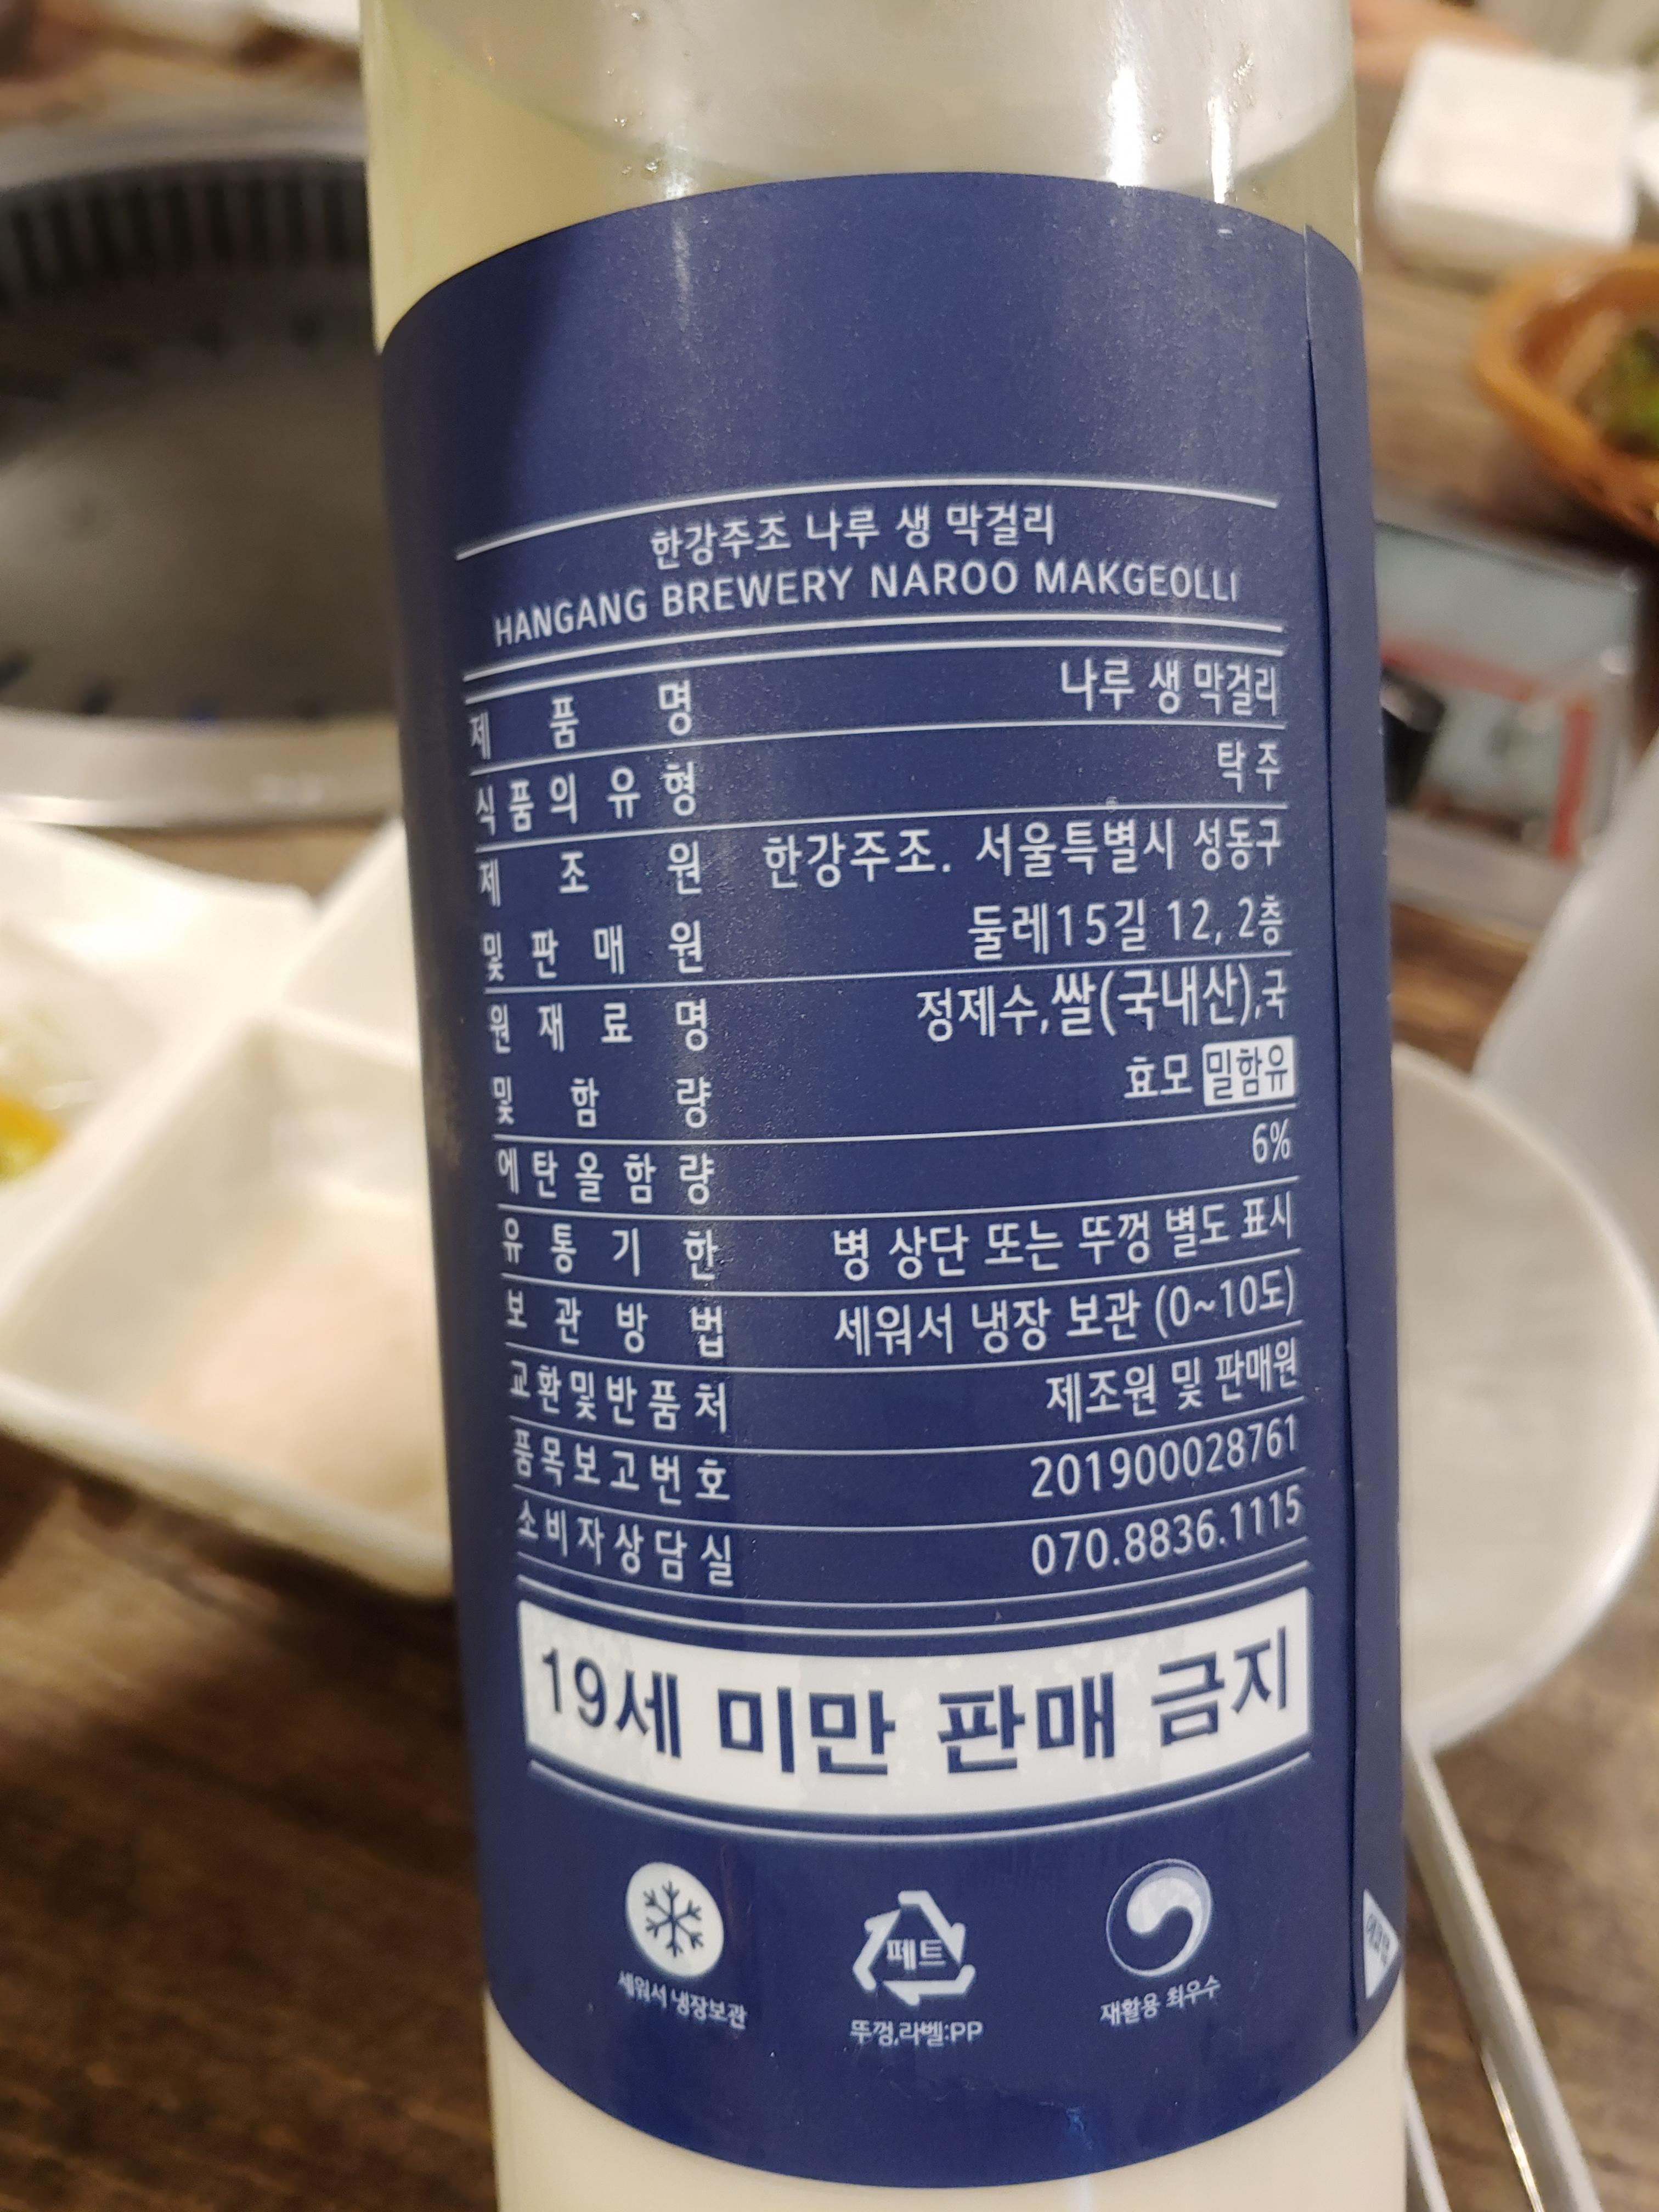 한강주조 나루 생 막걸리
HANGANG BREWERY NAROO MAKGEOLLI
제품명 나루 생 막걸리
식품의유형 탁주
제조원 한강주조. 서울특별시 성동구
및판매원 둘레15길 12, 2층
원재료명 정제수,쌀(국내산),국
및함량 효모 밀함유
에탄올함량 6%
유통기한 병 상단 또는 뚜껑 별도 표시
보관방법 세워서 냉장 보관 (0~10도)
교환및반품처 제조원 및 판매원
품목보고번호 201900028761
소비자상담실 070.8836.1115
19세 미만 판매 금지
페트
세워서 냉장보관
뚜껑,라벨:PP
재활용 최우수